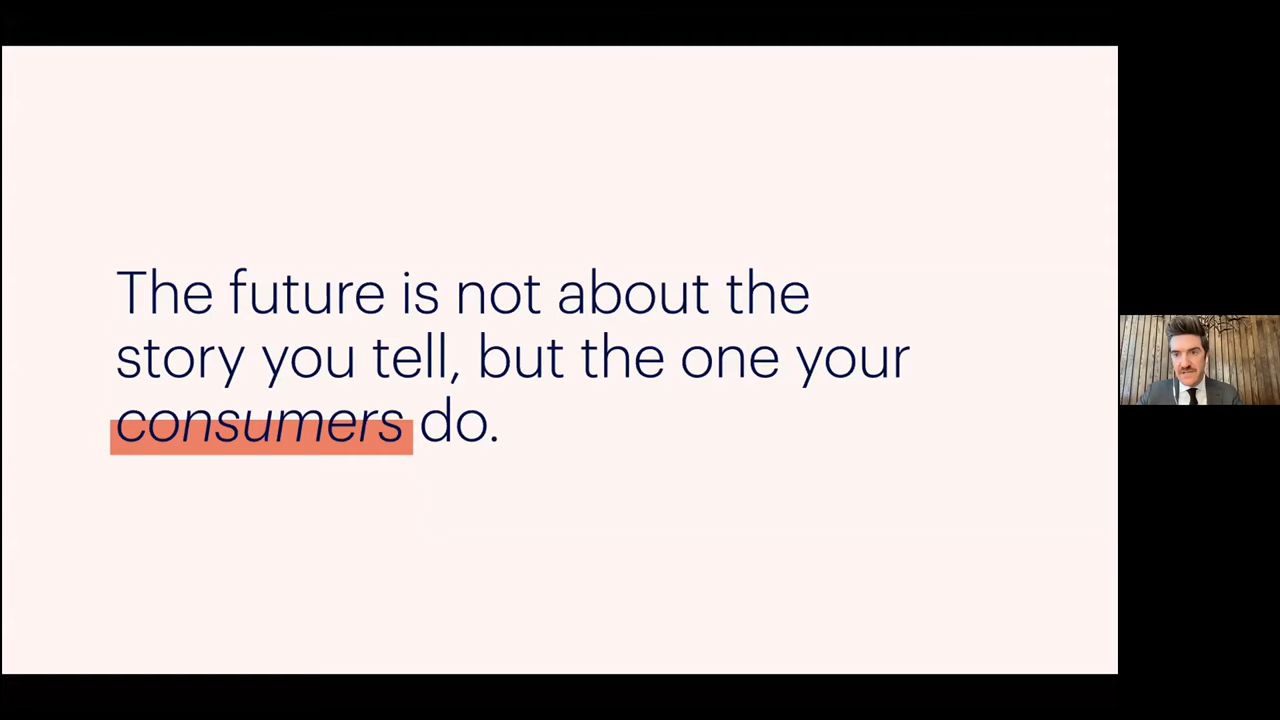 The future is not about the
story you tell, but the one your
consumers do.